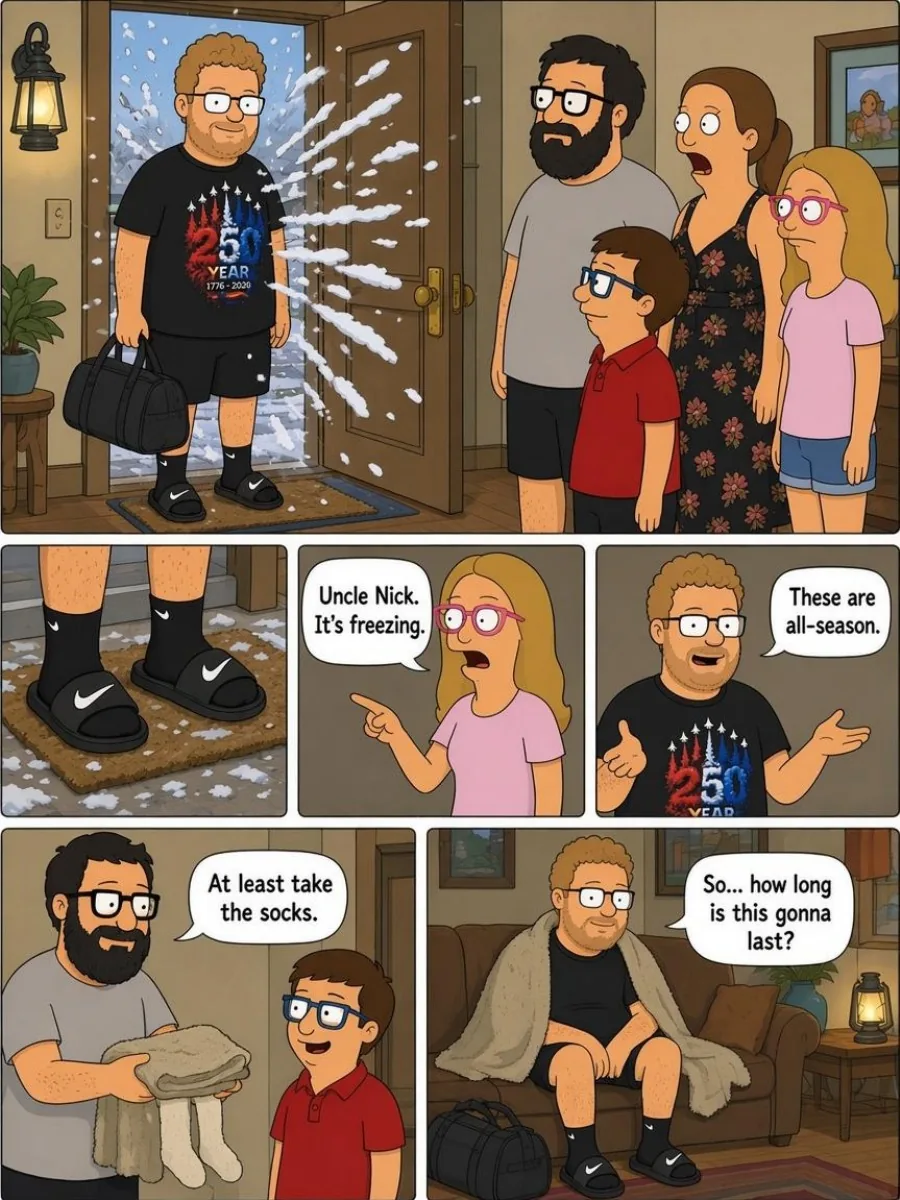 250
YEAR
1776 - 2020
Uncle Nick.
It's freezing.
These are
all-season.
250
YEAR
At least take
the socks.
So... how long
is this gonna
last?